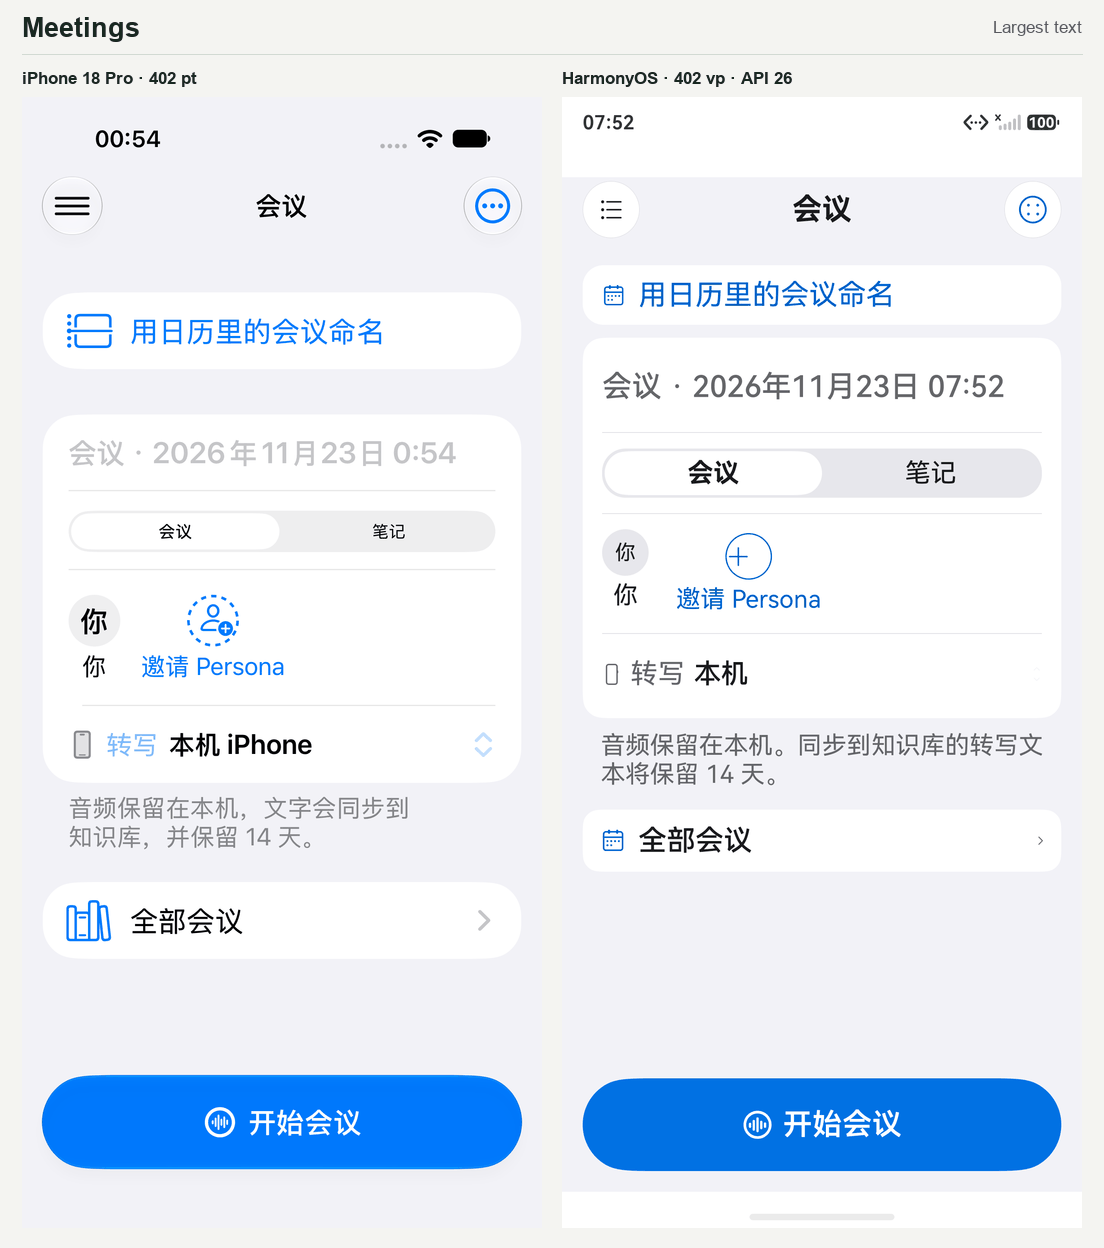 Meetings
Largest text
iPhone 18 Pro · 402 pt
00:54
会议
用日历里的会议命名
会议 · 2026年11月23日 0:54
会议
笔记
你
你
邀请 Persona
转写 本机 iPhone
音频保留在本机，文字会同步到
知识库，并保留 14 天。
全部会议
开始会议
HarmonyOS · 402 vp · API 26
07:52
100
会议
用日历里的会议命名
会议 · 2026年11月23日 07:52
会议
笔记
你
你
邀请 Persona
转写 本机
音频保留在本机。同步到知识库的转写文
本将保留 14 天。
全部会议
开始会议